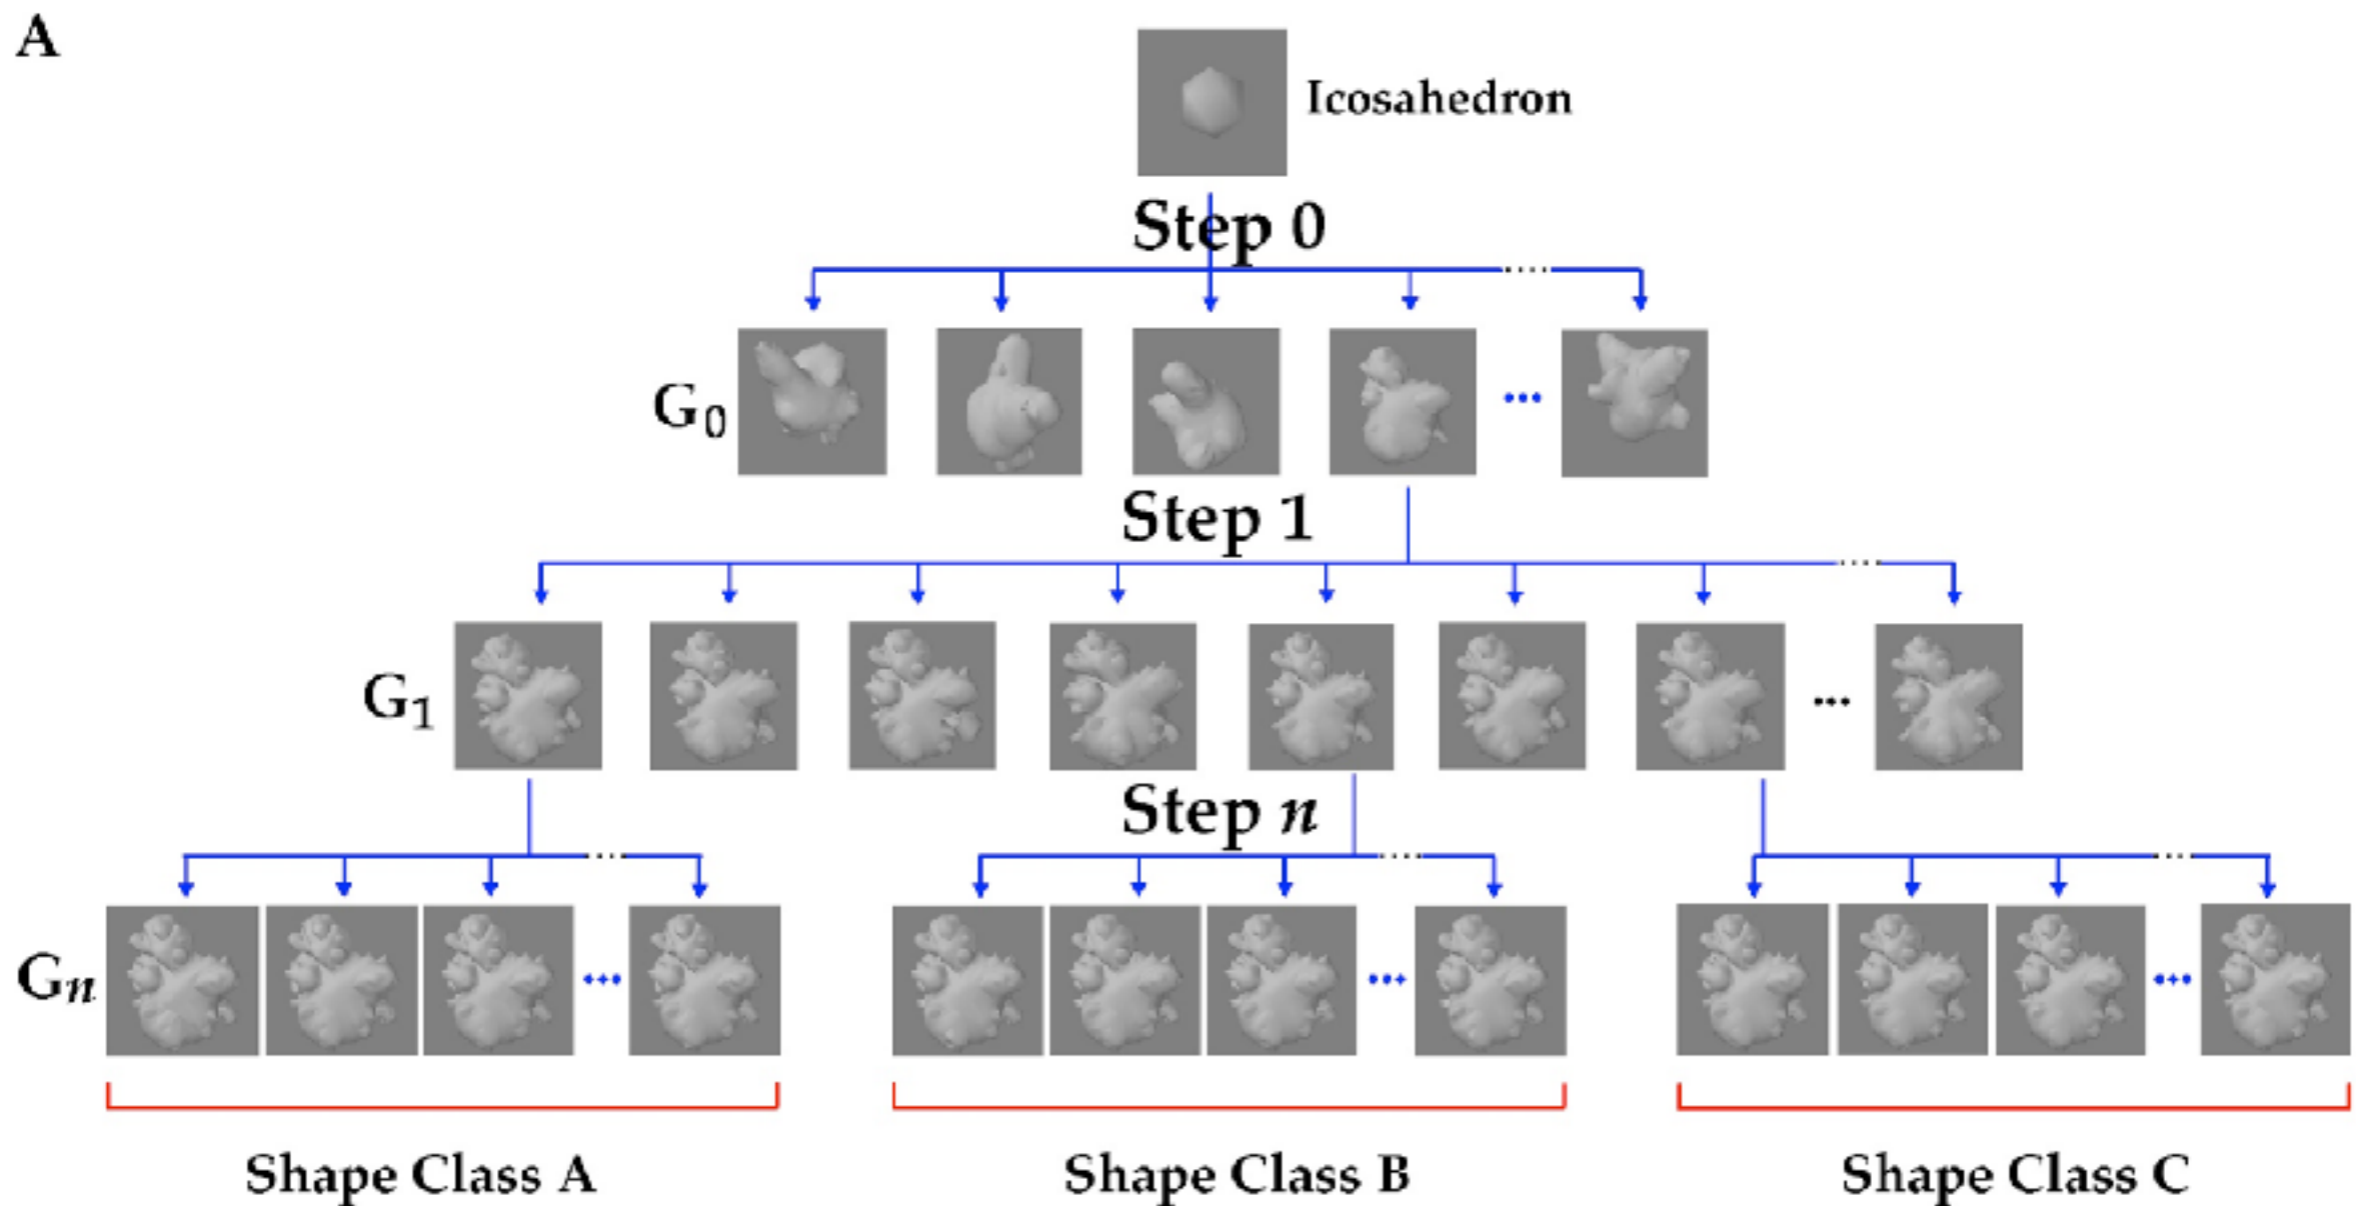 A
Icosahedron
Step 0
G0
...
Step 1
G1
...
Step n
Gn
... ... ...
Shape Class A Shape Class B Shape Class C